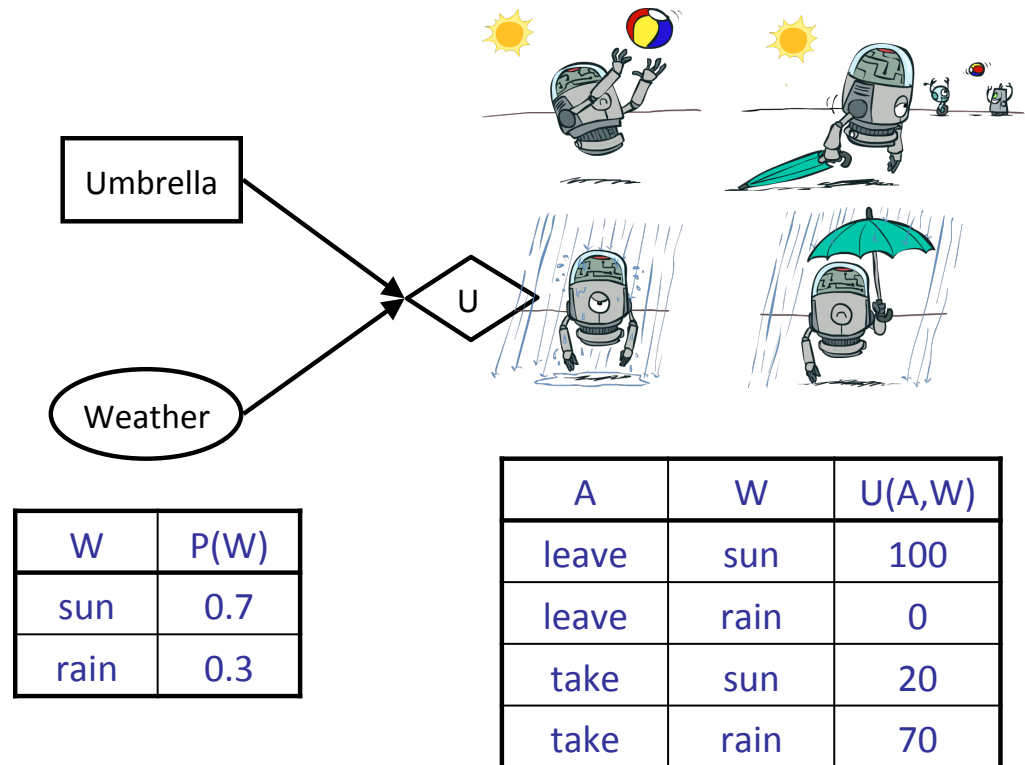 Umbrella
U
Weather
W P(W)
sun 0.7
rain 0.3
A W U(A,W)
leave sun 100
leave rain 0
take sun 20
take rain 70